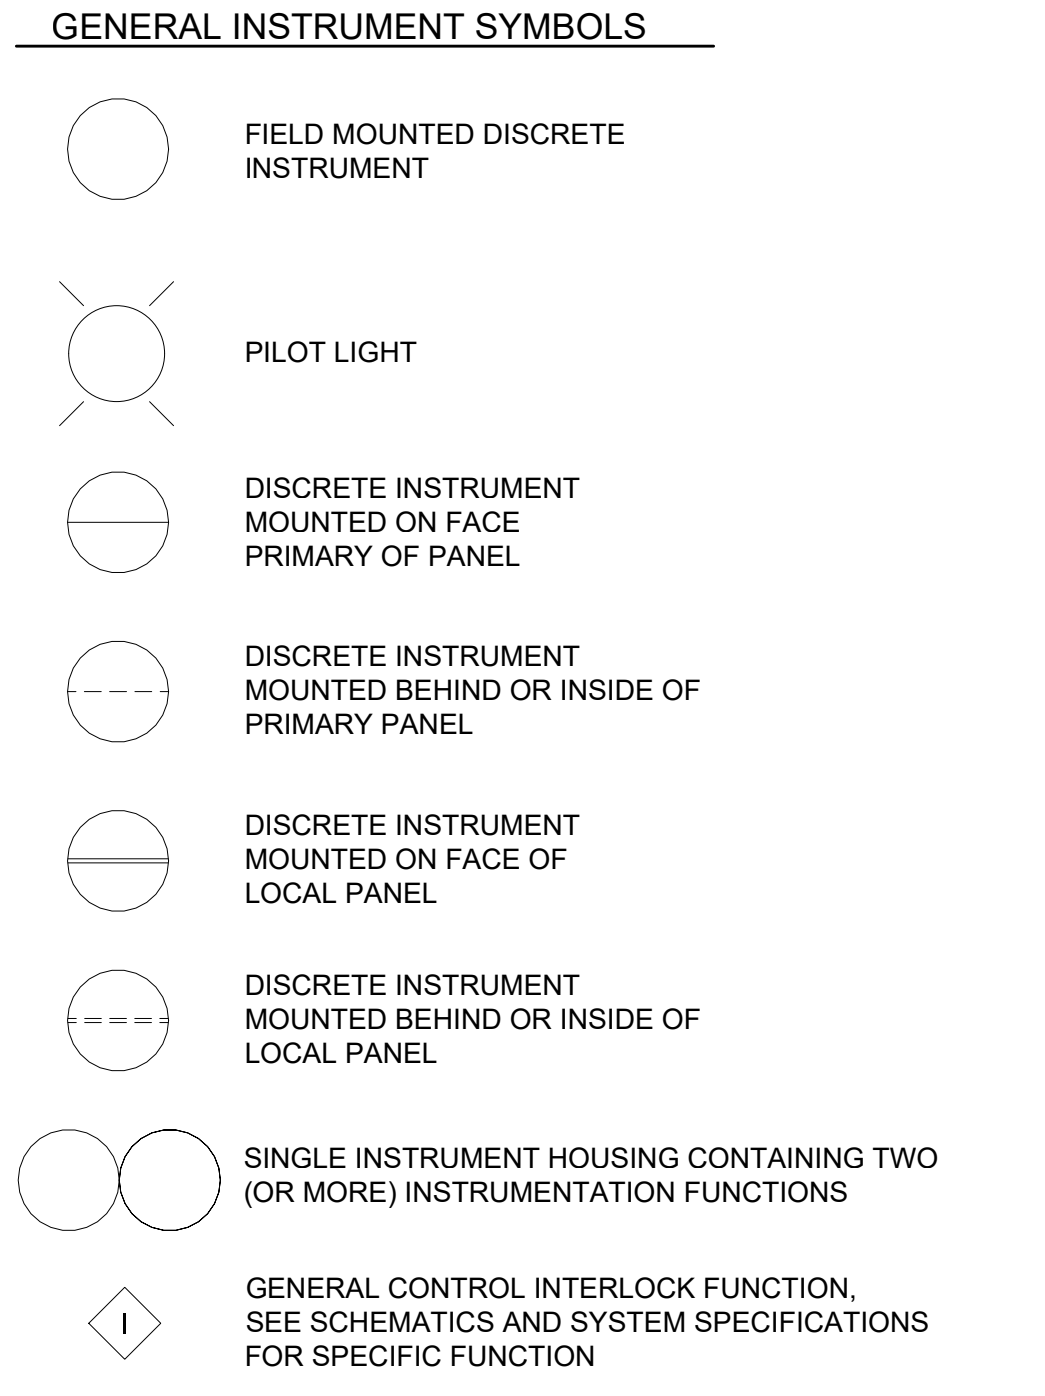 GENERAL INSTRUMENT SYMBOLS
FIELD MOUNTED DISCRETE
INSTRUMENT
PILOT LIGHT
DISCRETE INSTRUMENT
MOUNTED ON FACE
PRIMARY OF PANEL
DISCRETE INSTRUMENT
MOUNTED BEHIND OR INSIDE OF
PRIMARY PANEL
DISCRETE INSTRUMENT
MOUNTED ON FACE OF
LOCAL PANEL
DISCRETE INSTRUMENT
MOUNTED BEHIND OR INSIDE OF
LOCAL PANEL
SINGLE INSTRUMENT HOUSING CONTAINING TWO
(OR MORE) INSTRUMENTATION FUNCTIONS
I
GENERAL CONTROL INTERLOCK FUNCTION,
SEE SCHEMATICS AND SYSTEM SPECIFICATIONS
FOR SPECIFIC FUNCTION